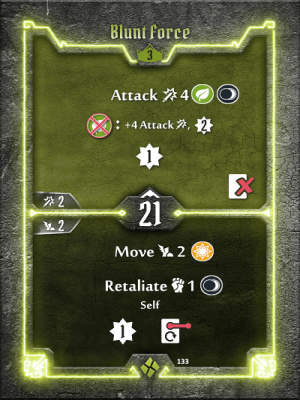 Blunt Force
3
Attack 4
: +4 Attack, 2
1
2
21
2
Move 2
Retaliate 1
Self
1
133